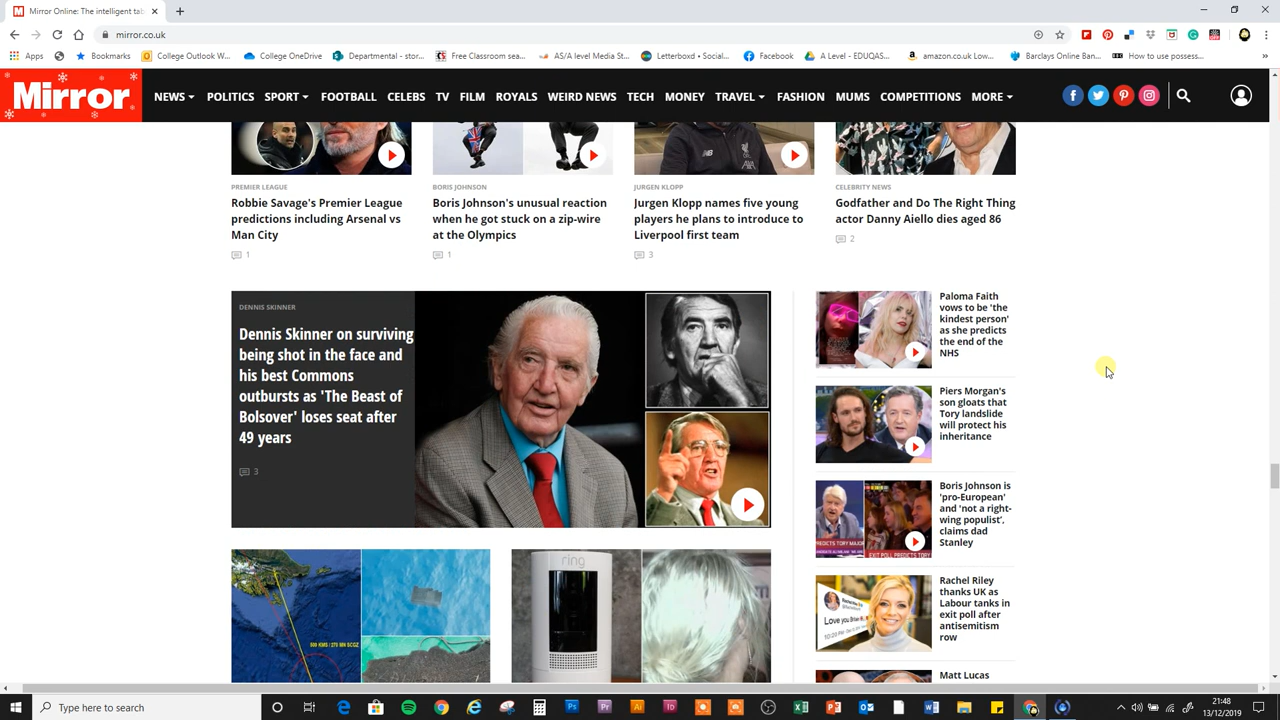 Mirror Online: The intelligent tab
mirror.co.uk
Apps
Bookmarks
College Outlook W...
College OneDrive
Departmental - stor...
Free Classroom sea...
AS/A level Media St...
Letterboxd • Social...
Facebook
A Level - EDUQAS...
amazon.co.uk Low...
Barclays Online Ban...
How to use possess...
Mirror
NEWS
POLITICS
SPORT
FOOTBALL
CELEBS
TV
FILM
ROYALS
WEIRD NEWS
TECH
MONEY
TRAVEL
FASHION
MUMS
COMPETITIONS
MORE
PREMIER LEAGUE
Robbie Savage's Premier League
predictions including Arsenal vs
Man City
1
BORIS JOHNSON
Boris Johnson's unusual reaction
when he got stuck on a zip-wire
at the Olympics
1
JURGEN KLOPP
Jurgen Klopp names five young
players he plans to introduce to
Liverpool first team
3
CELEBRITY NEWS
Godfather and Do The Right Thing
actor Danny Aiello dies aged 86
2
DENNIS SKINNER
Dennis Skinner on surviving
being shot in the face and
his best Commons
outbursts as 'The Beast of
Bolsover' loses seat after
49 years
3
Paloma Faith
vows to be 'the
kindest person'
as she predicts
the end of the
NHS
Piers Morgan's
son gloats that
Tory landslide
will protect his
inheritance
Boris Johnson is
'pro-European'
and 'not a right-
wing populist',
claims dad
Stanley
Rachel Riley
thanks UK as
Labour tanks in
exit poll after
antisemitism
row
Matt Lucas
ring
Type here to search
21:48
13/12/2019